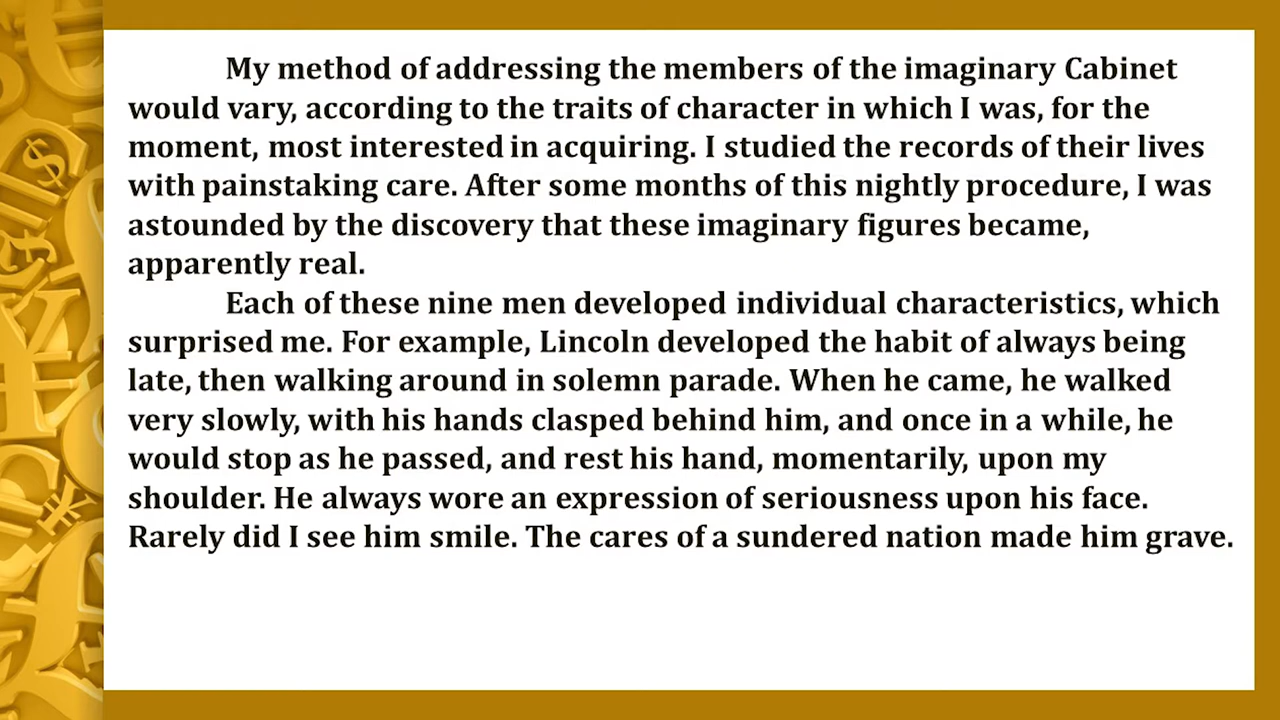 My method of addressing the members of the imaginary Cabinet
would vary, according to the traits of character in which I was, for the
moment, most interested in acquiring. I studied the records of their lives
with painstaking care. After some months of this nightly procedure, I was
astounded by the discovery that these imaginary figures became,
apparently real.
Each of these nine men developed individual characteristics, which
surprised me. For example, Lincoln developed the habit of always being
late, then walking around in solemn parade. When he came, he walked
very slowly, with his hands clasped behind him, and once in a while, he
would stop as he passed, and rest his hand, momentarily, upon my
shoulder. He always wore an expression of seriousness upon his face.
Rarely did I see him smile. The cares of a sundered nation made him grave.